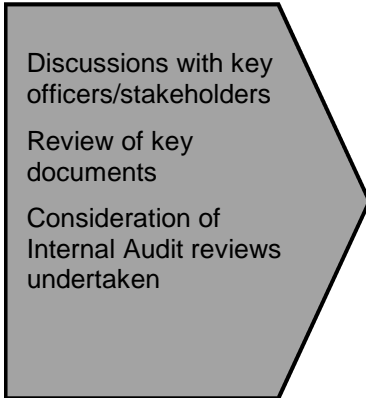 Discussions with key
officers/stakeholders
Review of key
documents
Consideration of
Internal Audit reviews
undertaken